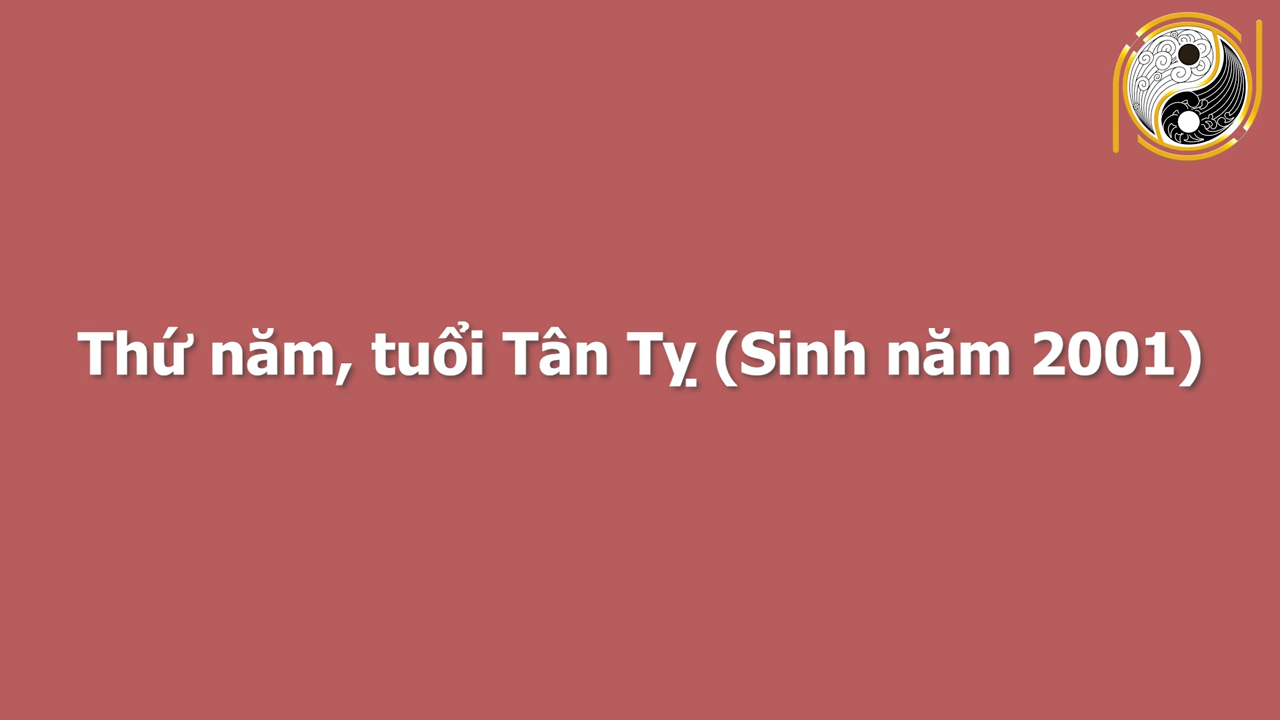 Thứ năm, tuổi Tân Tỵ (Sinh năm 2001)